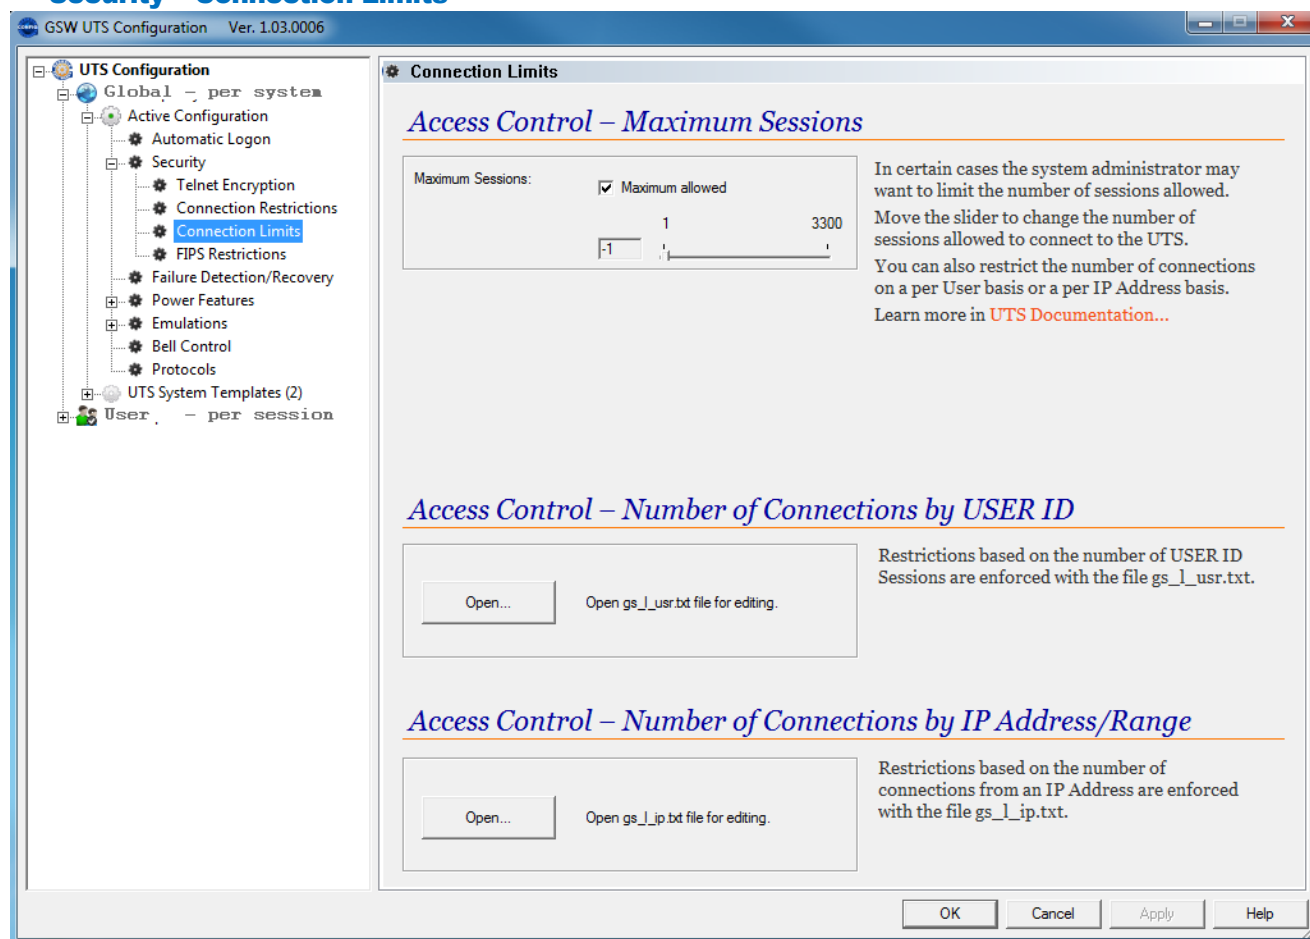 Security – Connection Limits
GSW UTS Configuration Ver. 1.03.0006
UTS Configuration
Global – per system
Active Configuration
Automatic Logon
Security
Telnet Encryption
Connection Restrictions
Connection Limits
FIPS Restrictions
Failure Detection/Recovery
Power Features
Emulations
Bell Control
Protocols
UTS System Templates (2)
User – per session
Connection Limits
Access Control – Maximum Sessions
Maximum Sessions:
Maximum allowed
1 3300
-1
In certain cases the system administrator may
want to limit the number of sessions allowed.
Move the slider to change the number of
sessions allowed to connect to the UTS.
You can also restrict the number of connections
on a per User basis or a per IP Address basis.
Learn more in UTS Documentation...
Access Control – Number of Connections by USER ID
Open...
Open gs_l_usr.txt file for editing.
Restrictions based on the number of USER ID
Sessions are enforced with the file gs_l_usr.txt.
Access Control – Number of Connections by IP Address/Range
Open...
Open gs_l_ip.txt file for editing.
Restrictions based on the number of
connections from an IP Address are enforced
with the file gs_l_ip.txt.
OK
Cancel
Apply
Help